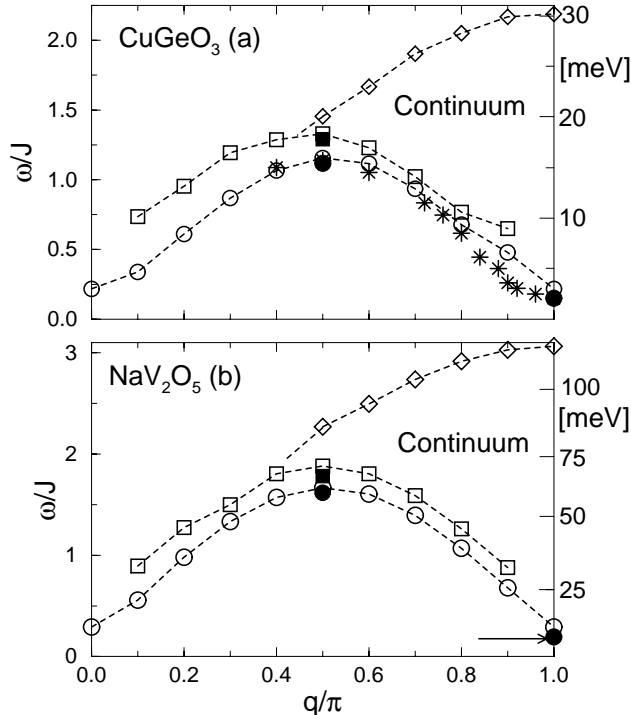 CuGeO₃ (a)
30
[meV]
2.0
1.5
Continuum
20
ω/J
1.0
10
0.5
0.0
NaV₂O₅ (b)
3
100
[meV]
2
Continuum
75
ω/J
50
1
25
0
0.0 0.2 0.4 0.6 0.8 1.0
q/π